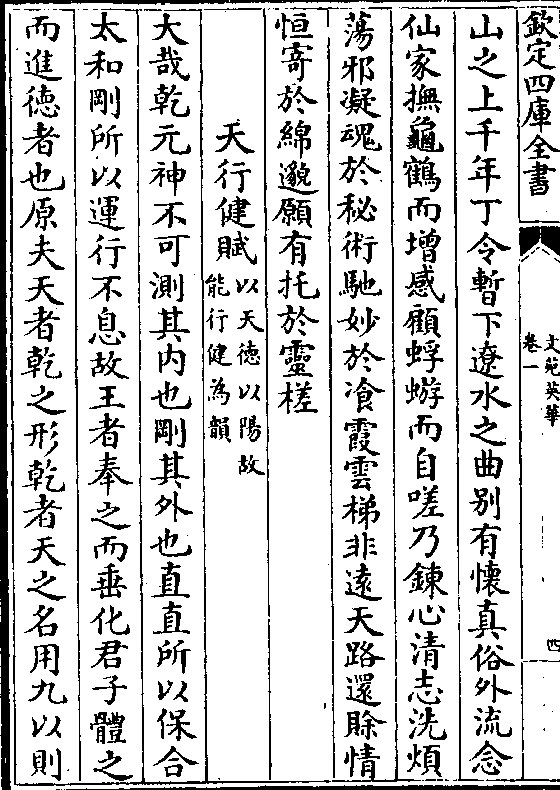 欽定四庫全書
文苑英華
卷一
四
山之上千年丁令暫下遼水之曲别有懐真俗外流念
仙家撫龜鶴而增感顧蜉蝣而自嗟乃錬心清志洗煩
蕩邪凝魂於秘術馳妙於飡霞雲梯非逺天路還賖情
恒寄於綿邈願有托於靈槎
天行健賦以天徳以陽故
能行健為韻
大哉乾元神不可測其内也剛其外也直直所以保合
太和剛所以運行不息故王者奉之而垂化君子體之
而進徳者也原夫天者乾之形乾者天之名用九以則